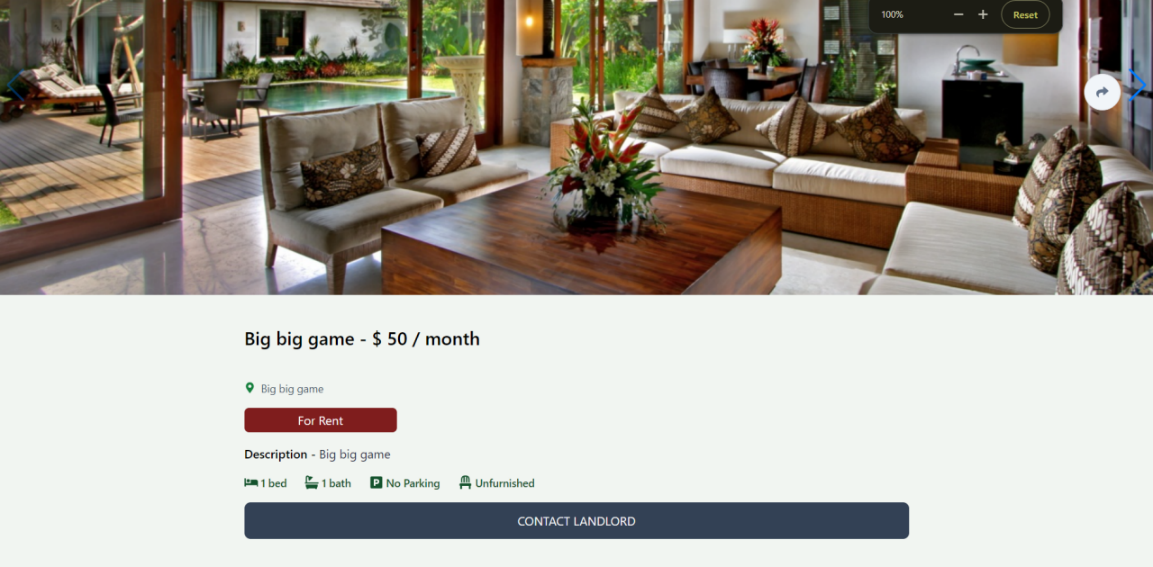 100% − + Reset
Big big game - $ 50 / month
Big big game
For Rent
Description - Big big game
1 bed 1 bath P No Parking Unfurnished
CONTACT LANDLORD